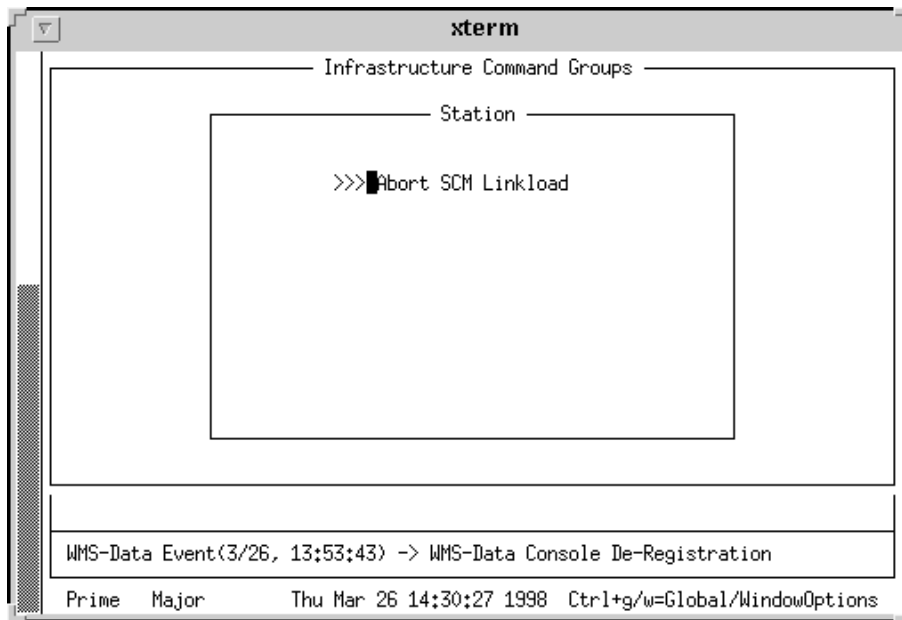 xterm
Infrastructure Command Groups
Station
>>>Abort SCM Linkload
WMS-Data Event(3/26, 13:53:43) -> WMS-Data Console De-Registration
Prime Major Thu Mar 26 14:30:27 1998 Ctrl+g/w=Global/WindowOptions